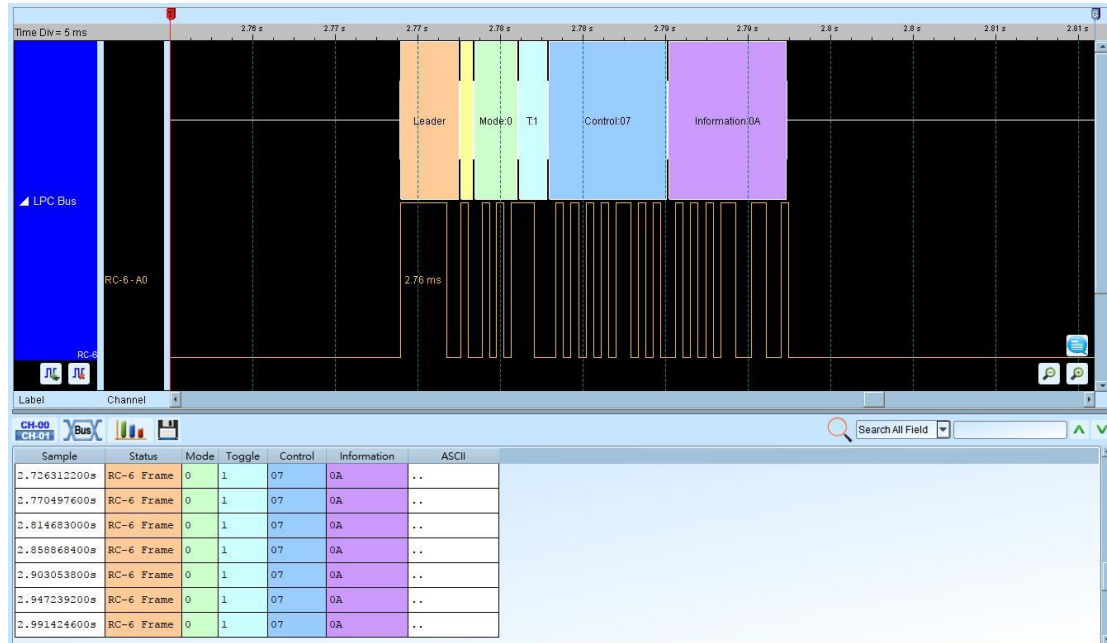 Time Div = 5 ms
2.76 s 2.77 s 2.77 s 2.78 s 2.78 s 2.79 s 2.79 s 2.8 s 2.8 s 2.81 s 2.81 s
Leader Mode:0 T:1 Control:07 Information:0A
LPC Bus
RC-6 - A0 2.76 ms
RC-6
Label Channel
CH-00
CH-01 Bus Search All Field
Sample Status Mode Toggle Control Information ASCII
2.726312200s RC-6 Frame 0 1 07 0A ..
2.770497600s RC-6 Frame 0 1 07 0A ..
2.814683000s RC-6 Frame 0 1 07 0A ..
2.858868400s RC-6 Frame 0 1 07 0A ..
2.903053800s RC-6 Frame 0 1 07 0A ..
2.947239200s RC-6 Frame 0 1 07 0A ..
2.991424600s RC-6 Frame 0 1 07 0A ..